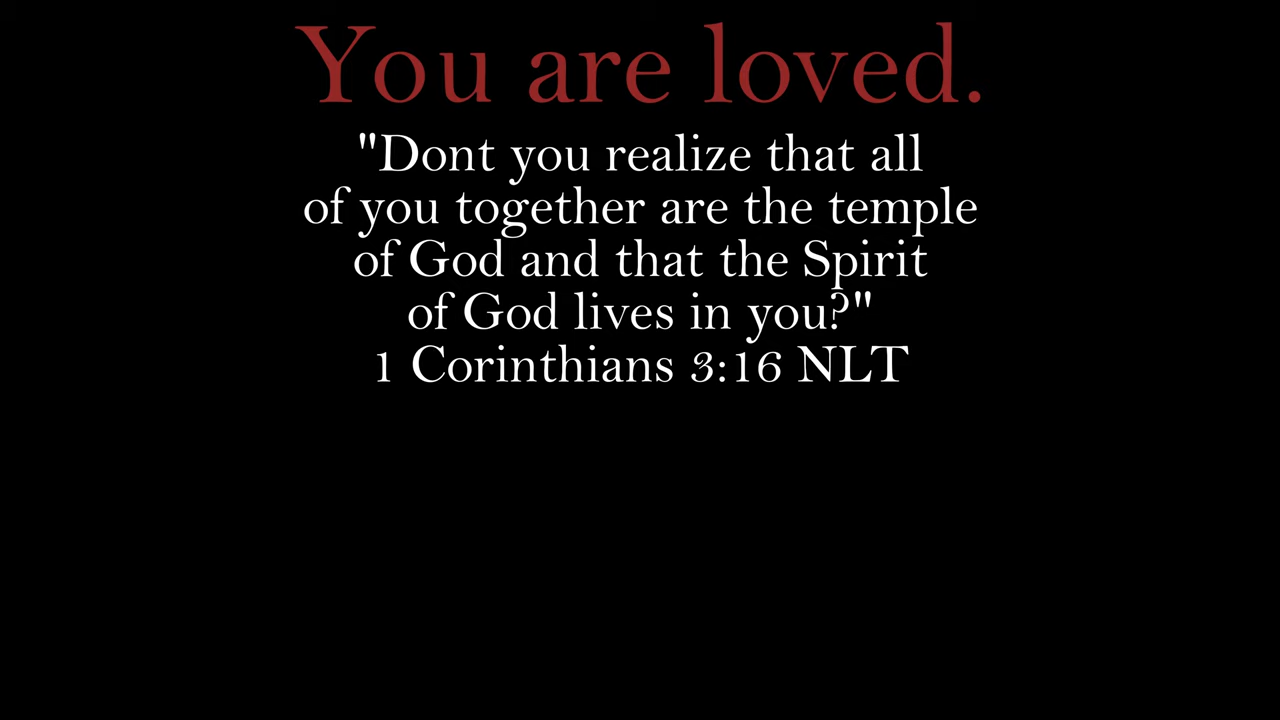 You are loved.
"Dont you realize that all
of you together are the temple
of God and that the Spirit
of God lives in you?"
1 Corinthians 3:16 NLT